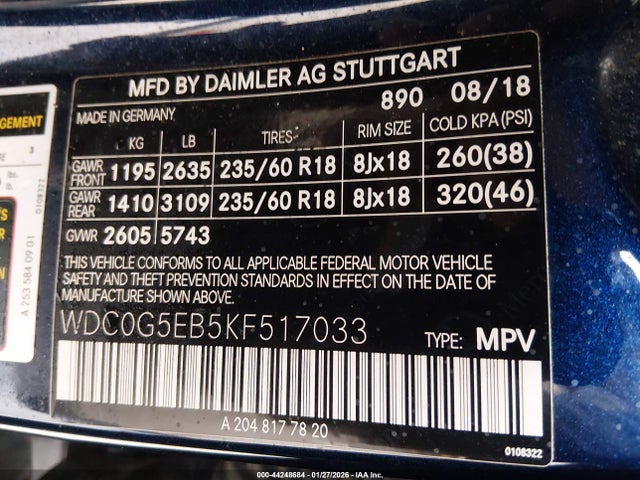 MFD BY DAIMLER AG STUTTGART
MADE IN GERMANY 890 08/18
KG LB TIRES RIM SIZE COLD KPA (PSI)
GAWR FRONT 1195 2635 235/60 R18 8Jx18 260(38)
GAWR REAR 1410 3109 235/60 R18 8Jx18 320(46)
GVWR 2605 5743
THIS VEHICLE CONFORMS TO ALL APPLICABLE FEDERAL MOTOR VEHICLE
SAFETY AND THEFT PREVENTION STANDARDS IN EFFECT ON THE DATE
OF MANUFACTURE SHOWN ABOVE.
WDC0G5EB5KF517033
TYPE: MPV
A 204 817 78 20
0108322
AGEMENT
3
lbs
0108322
A 253 584 09 01
000-44248684 - 01/27/2026 - IAA, Inc.